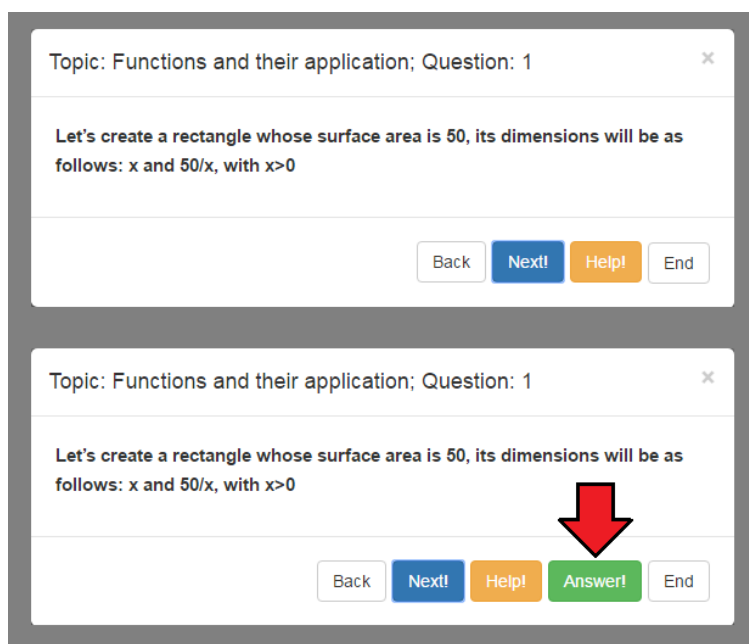 Topic: Functions and their application; Question: 1 ×
Let's create a rectangle whose surface area is 50, its dimensions will be as
follows: x and 50/x, with x>0
Back Next! Help! End
Topic: Functions and their application; Question: 1 ×
Let's create a rectangle whose surface area is 50, its dimensions will be as
follows: x and 50/x, with x>0
Back Next! Help! Answer! End